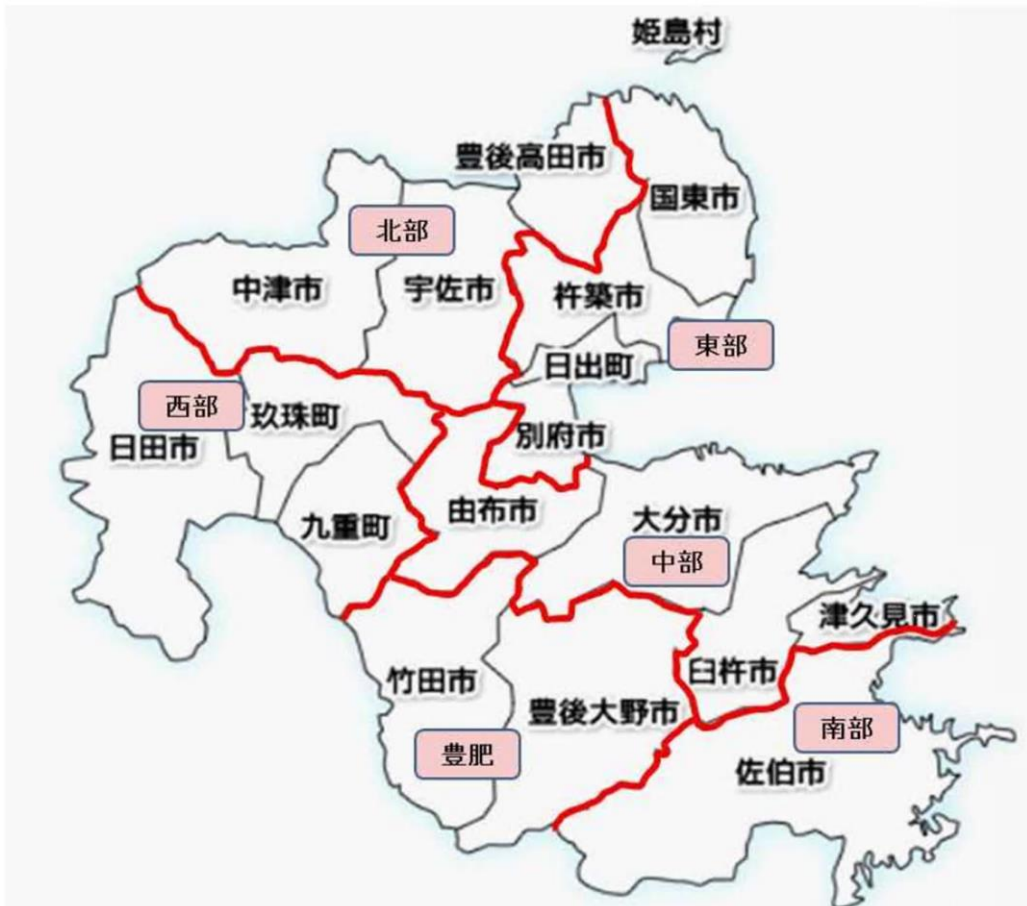 姫島村
豊後高田市
国東市
北部
中津市
宇佐市
杵築市
東部
日出町
西部
玖珠町
日田市
別府市
九重町
由布市
大分市
中部
津久見市
臼杵市
竹田市
豊後大野市
南部
豊肥
佐伯市